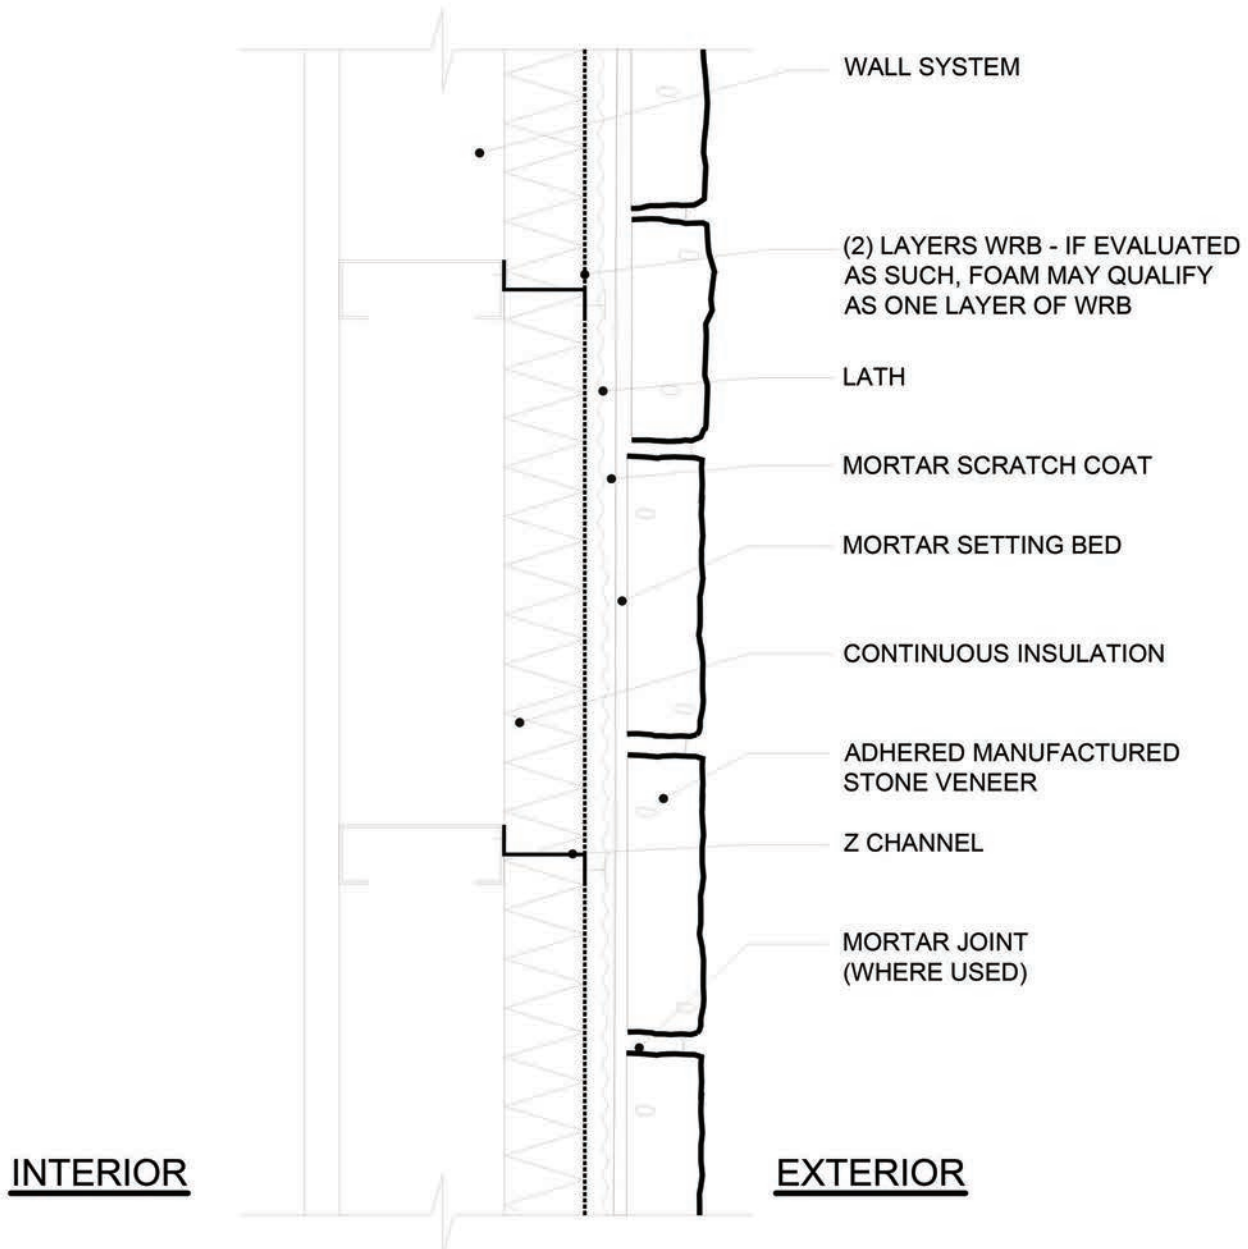 WALL SYSTEM
(2) LAYERS WRB - IF EVALUATED
AS SUCH, FOAM MAY QUALIFY
AS ONE LAYER OF WRB
LATH
MORTAR SCRATCH COAT
MORTAR SETTING BED
CONTINUOUS INSULATION
ADHERED MANUFACTURED
STONE VENEER
Z CHANNEL
MORTAR JOINT
(WHERE USED)
INTERIOR
EXTERIOR